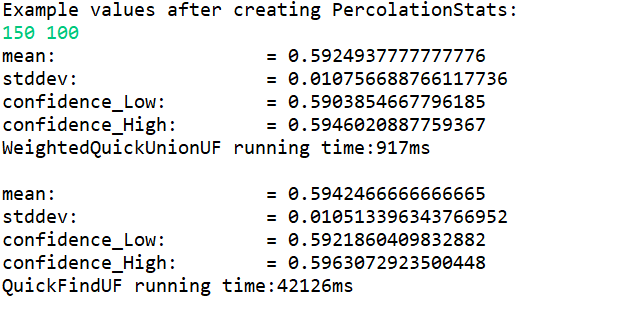 Example values after creating PercolationStats:
150 100
mean: = 0.5924937777777776
stddev: = 0.010756688766117736
confidence_Low: = 0.5903854667796185
confidence_High: = 0.5946020887759367
WeightedQuickUnionUF running time:917ms
mean: = 0.5942466666666665
stddev: = 0.010513396343766952
confidence_Low: = 0.5921860409832882
confidence_High: = 0.5963072923500448
QuickFindUF running time:42126ms